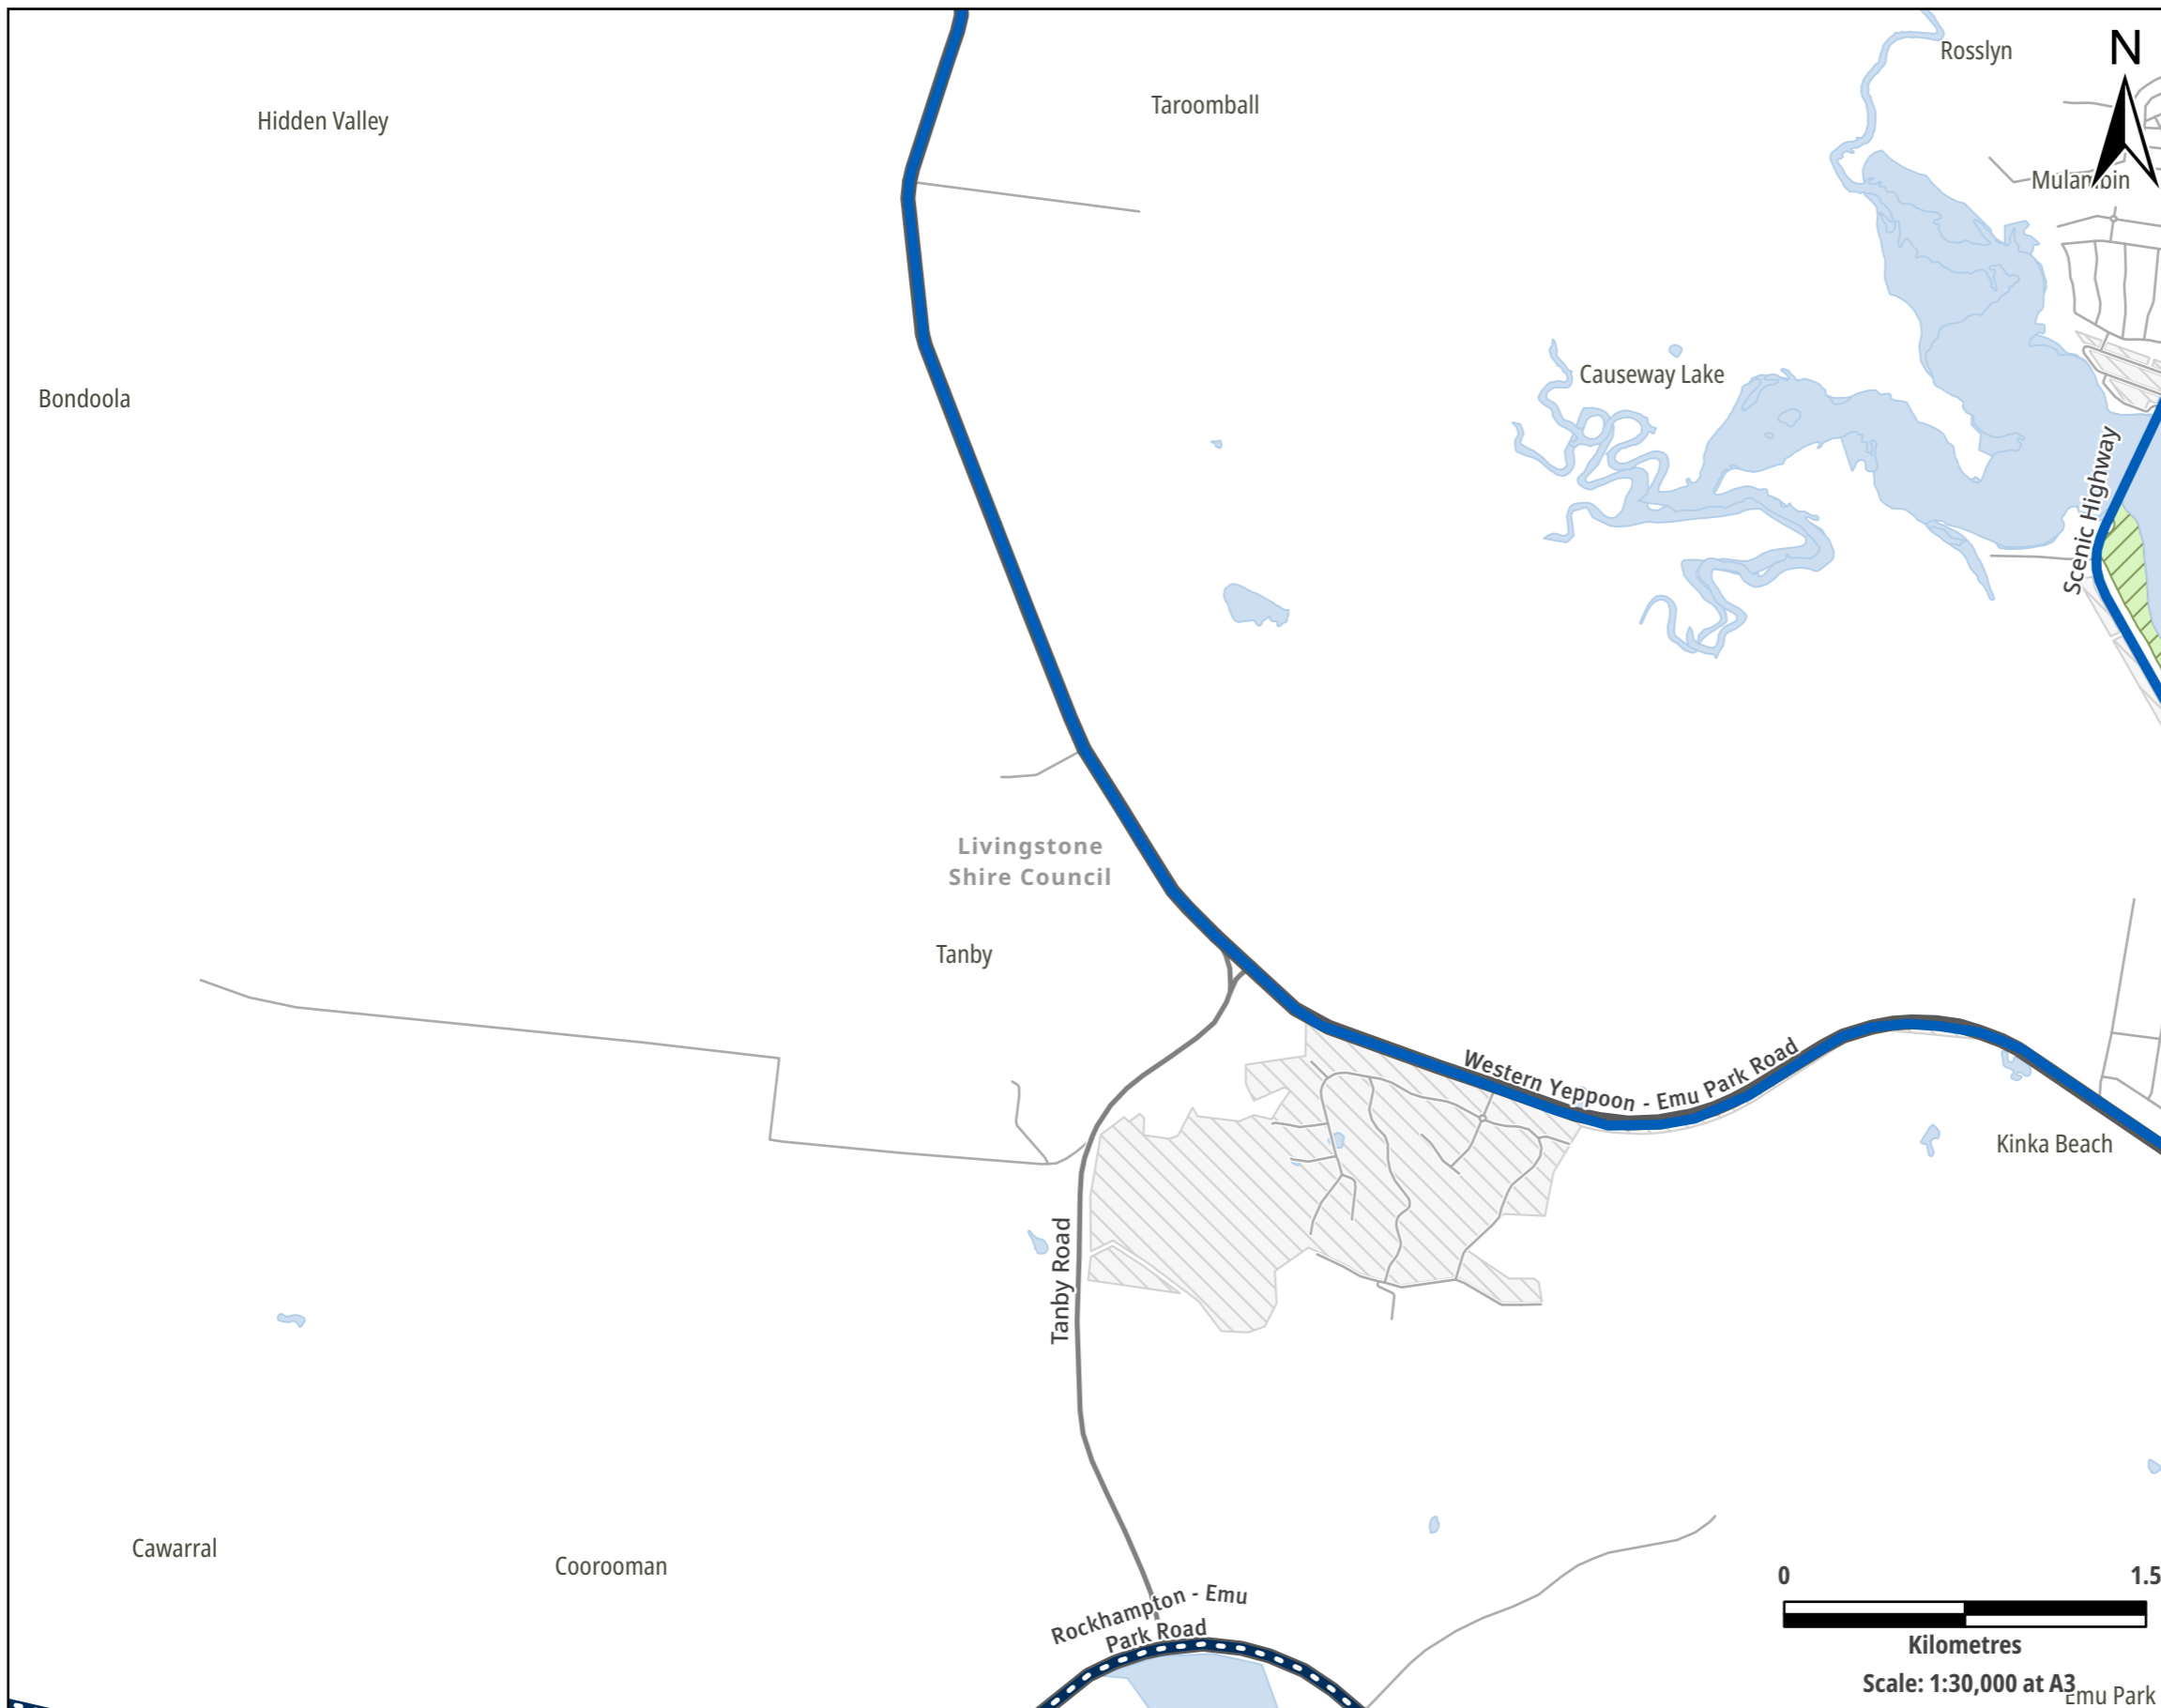 Rosslyn
N
Taroomball
Hidden Valley
Mulambin
Causeway Lake
Bondoola
Scenic Highway
Livingstone
Shire Council
Tanby
Western Yeppoon - Emu Park Road
Kinka Beach
Tanby Road
Cawarral
Coorooman
0
1.5
Rockhampton - Emu
Park Road
Kilometres
Scale: 1:30,000 at A3
Emu Park